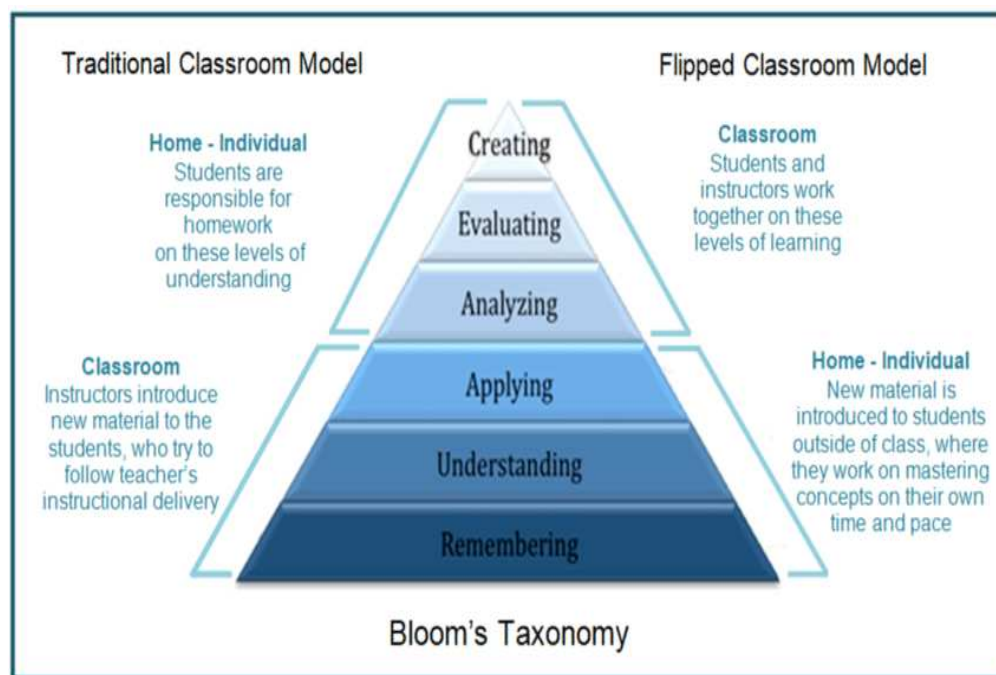 Traditional Classroom Model
Flipped Classroom Model
Home - Individual
Students are
responsible for
homework
on these levels of
understanding
Classroom
Instructors introduce
new material to the
students, who try to
follow teacher's
instructional delivery
Creating
Evaluating
Analyzing
Applying
Understanding
Remembering
Classroom
Students and
instructors work
together on these
levels of learning
Home - Individual
New material is
introduced to students
outside of class, where
they work on mastering
concepts on their own
time and pace
Bloom's Taxonomy